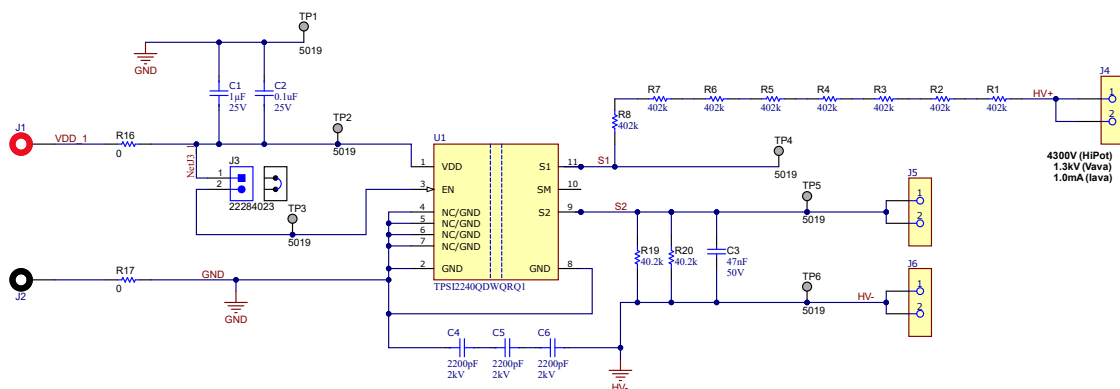 TP1
5019
GND
C1
1µF
25V
C2
0.1uF
25V
J1
VDD_1
R16
0
TP2
5019
NetJ3_1
J3
1
2
22284023
TP3
5019
J2
R17
0
GND
GND
U1
1
VDD
3
EN
4
NC/GND
5
NC/GND
6
NC/GND
7
NC/GND
2
GND
S1
11
SM
10
S2
9
GND
8
TPSI2240QDWQRQ1
S1
R8
402k
R7
402k
R6
402k
R5
402k
R4
402k
R3
402k
R2
402k
R1
402k
HV+
J4
1
2
4300V (HiPot)
1.3kV (Vava)
1.0mA (Iava)
TP4
5019
S2
TP5
5019
J5
1
2
R19
40.2k
R20
40.2k
C3
47nF
50V
TP6
5019
HV-
J6
1
2
C4
2200pF
2kV
C5
2200pF
2kV
C6
2200pF
2kV
HV-